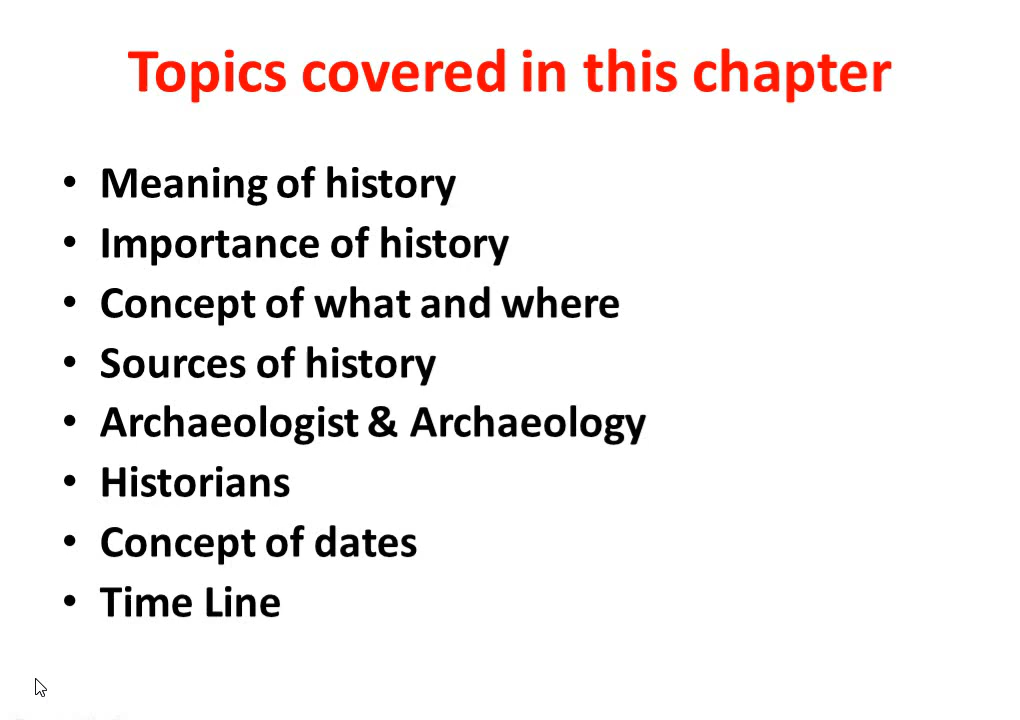 Topics covered in this chapter
• Meaning of history
• Importance of history
• Concept of what and where
• Sources of history
• Archaeologist & Archaeology
• Historians
• Concept of dates
• Time Line